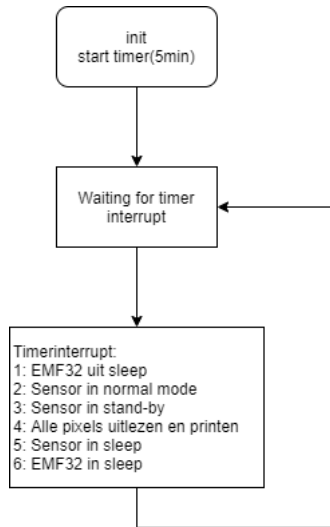 init
start timer(5min)
Waiting for timer
interrupt
Timerinterrupt:
1: EMF32 uit sleep
2: Sensor in normal mode
3: Sensor in stand-by
4: Alle pixels uitlezen en printen
5: Sensor in sleep
6: EMF32 in sleep